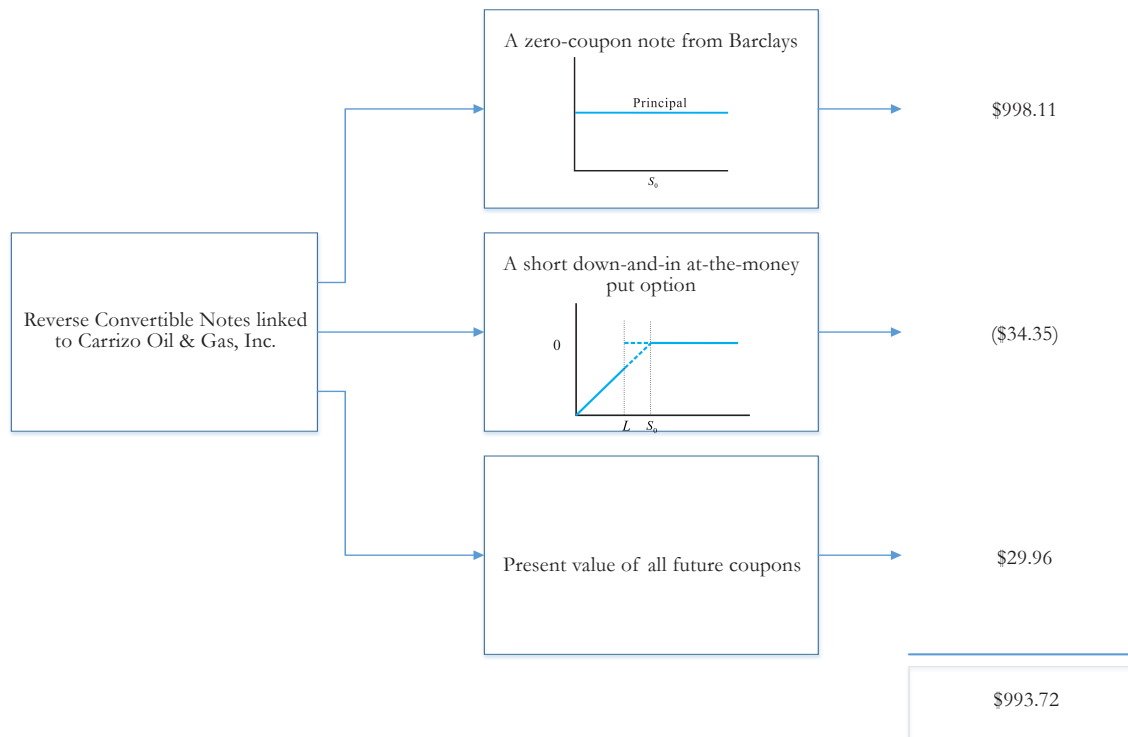 A zero-coupon note from Barclays
Principal
S₀
$998.11
Reverse Convertible Notes linked
to Carrizo Oil & Gas, Inc.
A short down-and-in at-the-money
put option
0
L S₀
($34.35)
Present value of all future coupons
$29.96
$993.72